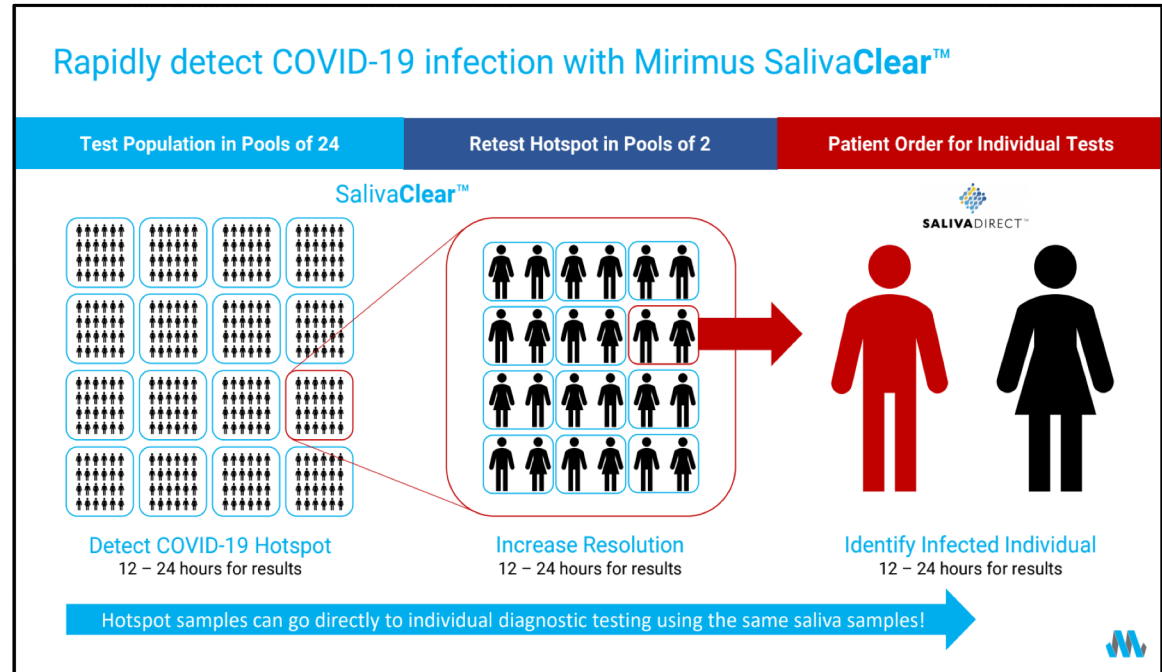 Rapidly detect COVID-19 infection with Mirimus SalivaClear™
Test Population in Pools of 24
Retest Hotspot in Pools of 2
Patient Order for Individual Tests
SalivaClear™
SALIVADIRECT™
Detect COVID-19 Hotspot
12 – 24 hours for results
Increase Resolution
12 – 24 hours for results
Identify Infected Individual
12 – 24 hours for results
Hotspot samples can go directly to individual diagnostic testing using the same saliva samples!